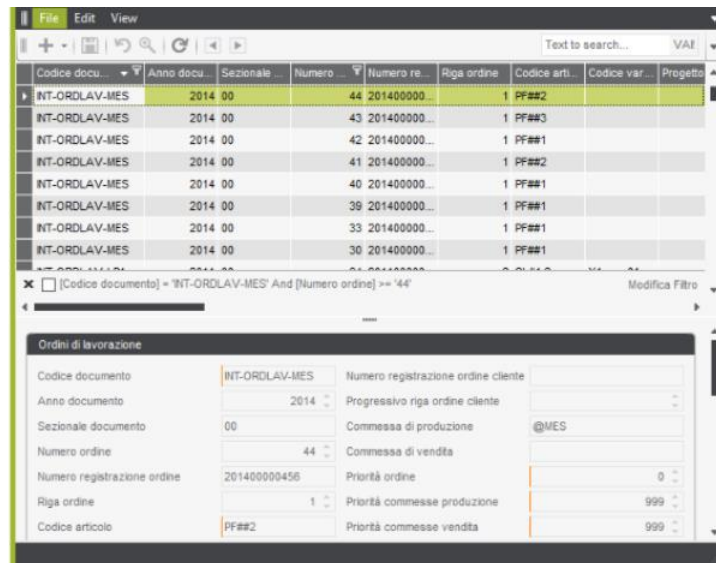 File Edit View
Text to search...
Codice docu... Anno docu... Sezionale Numero ... Numero re... Riga ordine Codice arti... Codice var... Progetto
INT-ORDLAV-MES 2014 00 44 201400000... 1 PF##2
INT-ORDLAV-MES 2014 00 43 201400000... 1 PF##3
INT-ORDLAV-MES 2014 00 42 201400000... 1 PF##1
INT-ORDLAV-MES 2014 00 41 201400000... 1 PF##2
INT-ORDLAV-MES 2014 00 40 201400000... 1 PF##1
INT-ORDLAV-MES 2014 00 39 201400000... 1 PF##1
INT-ORDLAV-MES 2014 00 33 201400000... 1 PF##1
INT-ORDLAV-MES 2014 00 30 201400000... 1 PF##1
[Codice documento] = 'INT-ORDLAV-MES' And [Numero ordine] >= '44' Modifica Filtro
Ordini di lavorazione
Codice documento INT-ORDLAV-MES Numero registrazione ordine cliente
Anno documento 2014 Progressivo riga ordine cliente
Sezionale documento 00 Commessa di produzione @MES
Numero ordine 44 Commessa di vendita
Numero registrazione ordine 201400000456 Priorità ordine 0
Riga ordine 1 Priorità commesse produzione 999
Codice articolo PF##2 Priorità commesse vendita 999